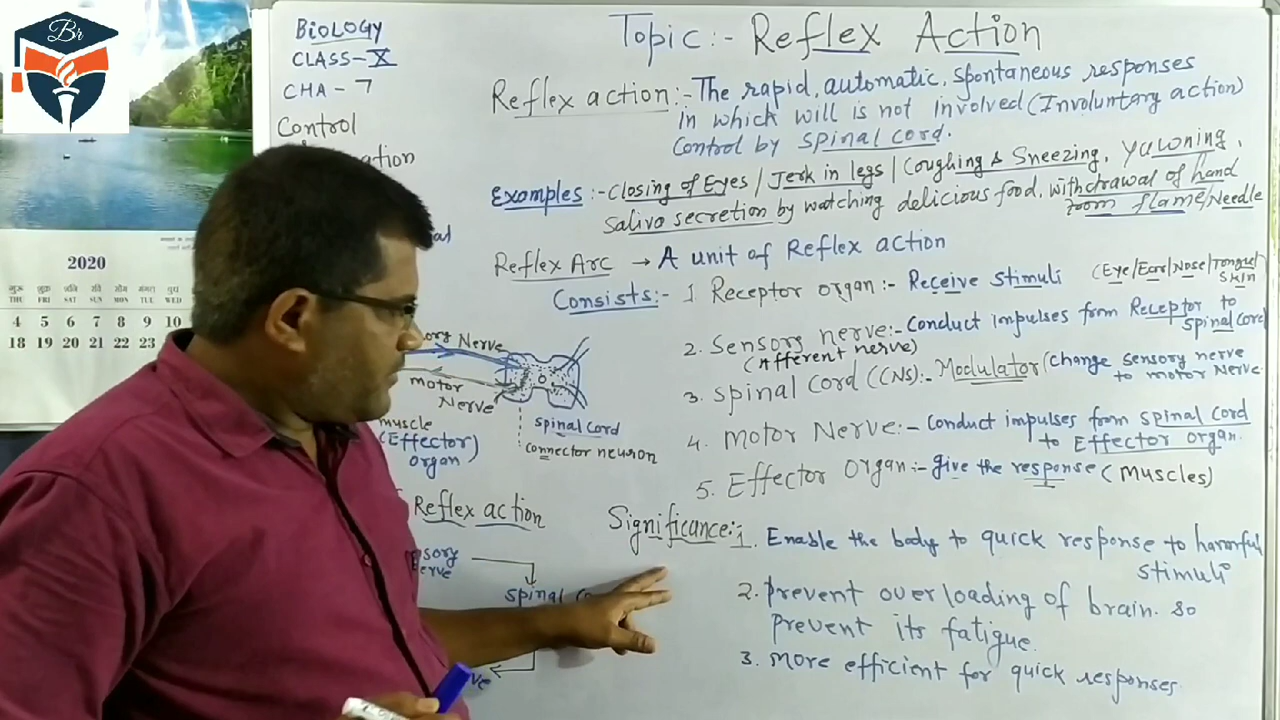 Br
BIOLOGY
CLASS-X
CHA - 7
Control
Topic:- Reflex Action
Reflex action:- The rapid, automatic, spontaneous responses
in which will is not involved (Involuntary action)
Control by spinal cord.
Examples:- Closing of Eyes / Jerk in legs / Coughing & Sneezing, Yawning,
Saliva secretion by watching delicious food, withdrawal of hand
from flame/Needle
Reflex Arc → A unit of Reflex action
Consists:- 1 Receptor organ:- Receive Stimuli (Eye/Ear/Nose/Tongue/
Skin
2. Sensory nerve:- Conduct impulses from Receptor to
spinal cord
(Afferent nerve)
3. Spinal Cord (CNS):- Modulator (change sensory nerve
to motor Nerve.
4. Motor Nerve:- Conduct impulses from spinal Cord
to Effector organ.
5. Effector Organ:- give the response (Muscles)
Significance:- 1. Enable the body to quick response to harmful
stimuli
2. Prevent overloading of brain. so
prevent its fatigue.
3. More efficient for quick responses.
Nerve
motor
Nerve
muscle
(Effector)
organ
spinal cord
connector neuron
Reflex action
spinal
2020
THU FRI SAT SUN MON TUE WED
4 5 6 7 8 9 10
18 19 20 21 22 23